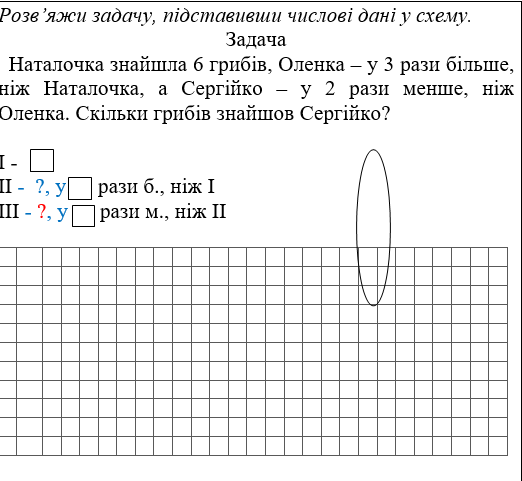 Розв’яжи задачу, підставивши числові дані у схему.
Задача
Наталочка знайшла 6 грибів, Оленка – у 3 рази більше,
ніж Наталочка, а Сергійко – у 2 рази менше, ніж
Оленка. Скільки грибів знайшов Сергійко?
I -
II - ?, у рази б., ніж I
III - ?, у рази м., ніж II